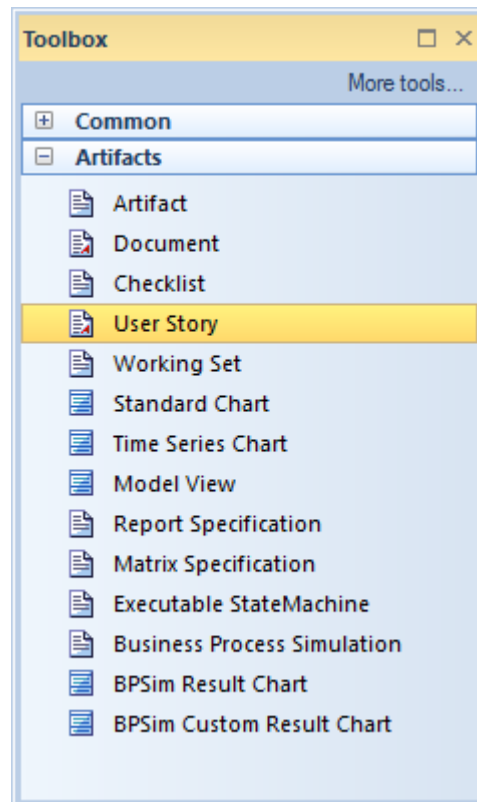 Toolbox
More tools...
Common
Artifacts
Artifact
Document
Checklist
User Story
Working Set
Standard Chart
Time Series Chart
Model View
Report Specification
Matrix Specification
Executable StateMachine
Business Process Simulation
BPSim Result Chart
BPSim Custom Result Chart